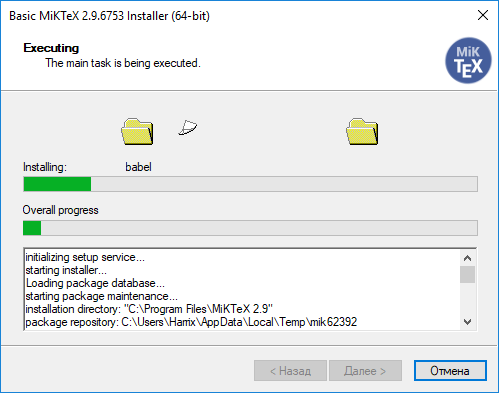 Basic MiKTeX 2.9.6753 Installer (64-bit)
Executing
The main task is being executed.
MiK
TEX
Installing: babel
Overall progress
initializing setup service...
starting installer...
Loading package database...
starting package maintenance...
installation directory: "C:\Program Files\MiKTeX 2.9"
package repository: C:\Users\Harrix\AppData\Local\Temp\mik62392
< Назад
Далее >
Отмена